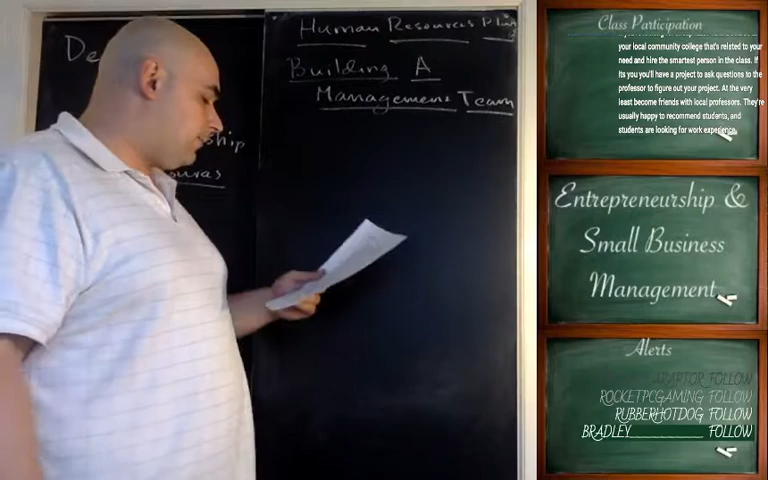 Human Resources Plan
De
Building A
Management Team
ship
Class Participation
your local community college that's related to your
need and hire the smartest person in the class. If
its you you'll have a project to ask questions to the
professor to figure out your project. At the very
least become friends with local professors. They're
usually happy to recommend students, and
students are looking for work experience.
Entrepreneurship &
Small Business
Management
Alerts
FOLLOW
ROCKETPCGAMING FOLLOW
RUBBERHOTDOG FOLLOW
BRADLEY FOLLOW